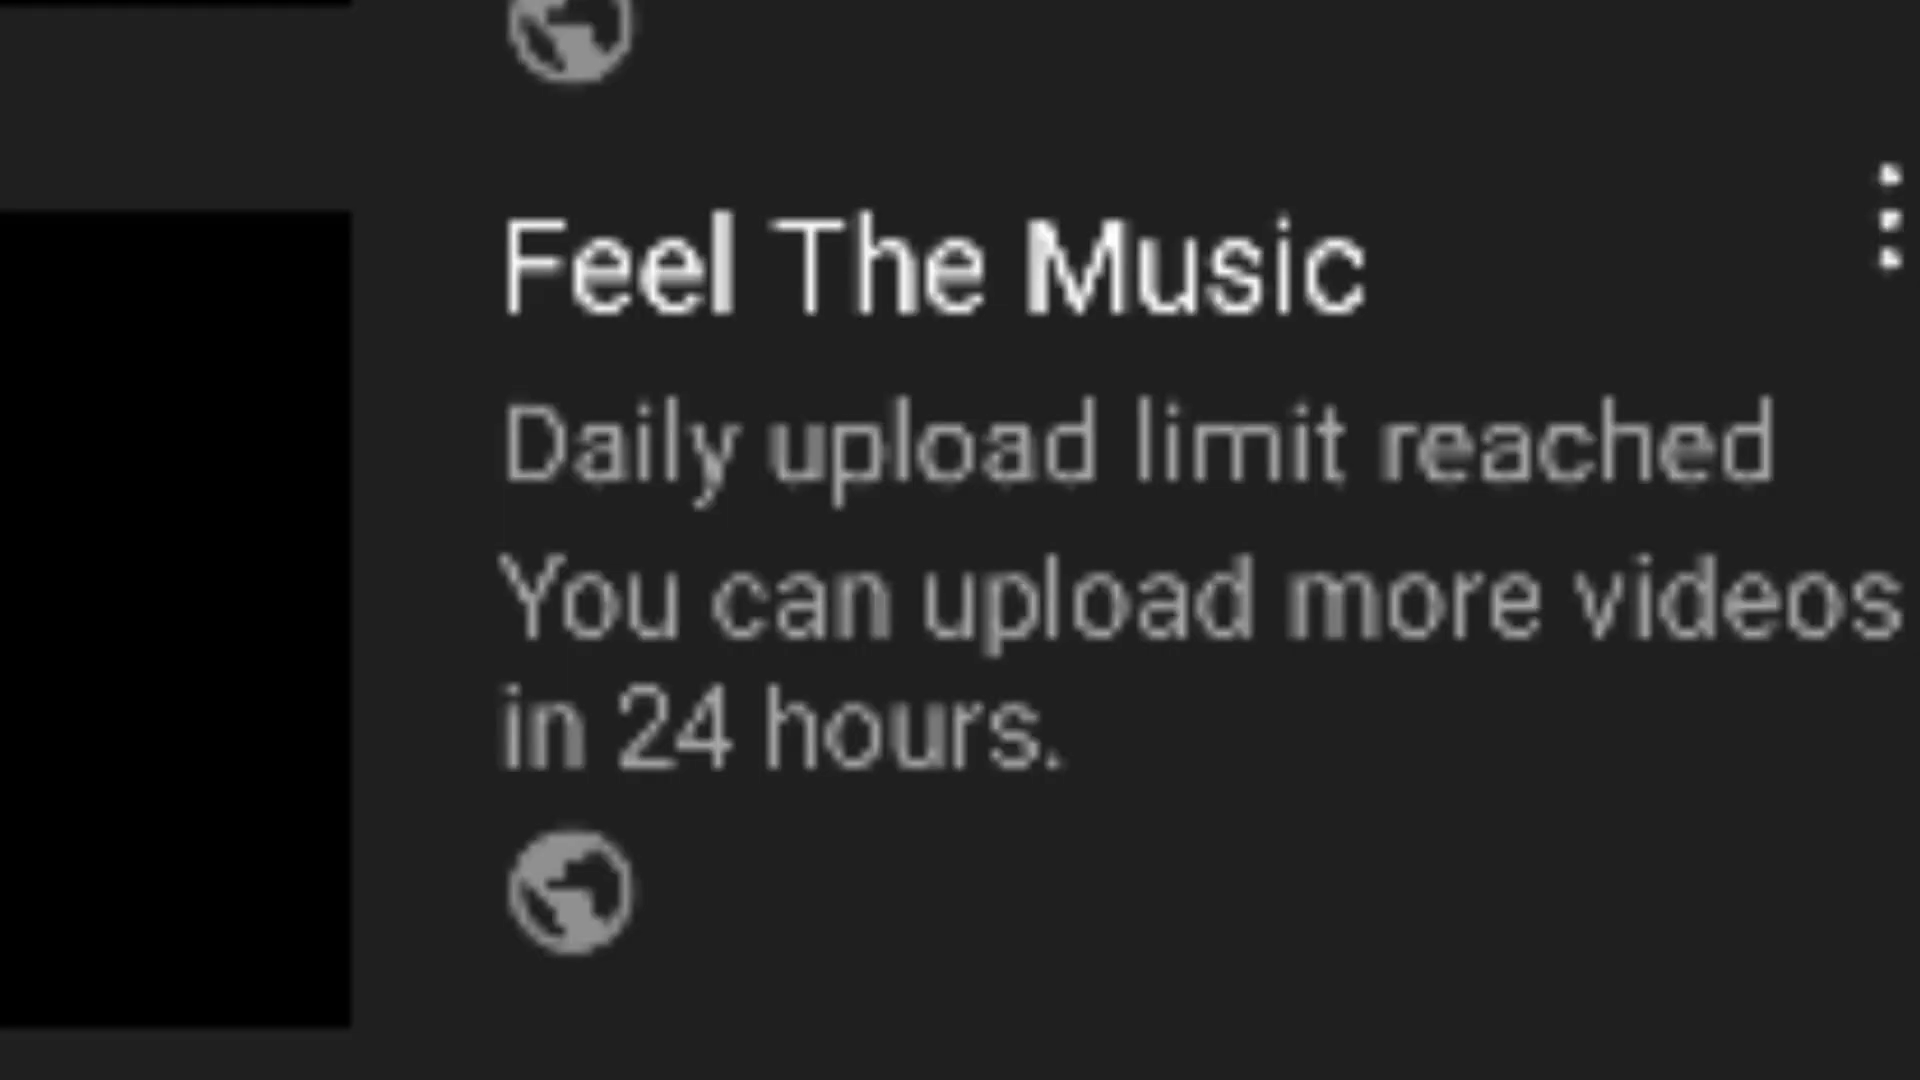 Feel The Music
Daily upload limit reached
You can upload more videos
in 24 hours.